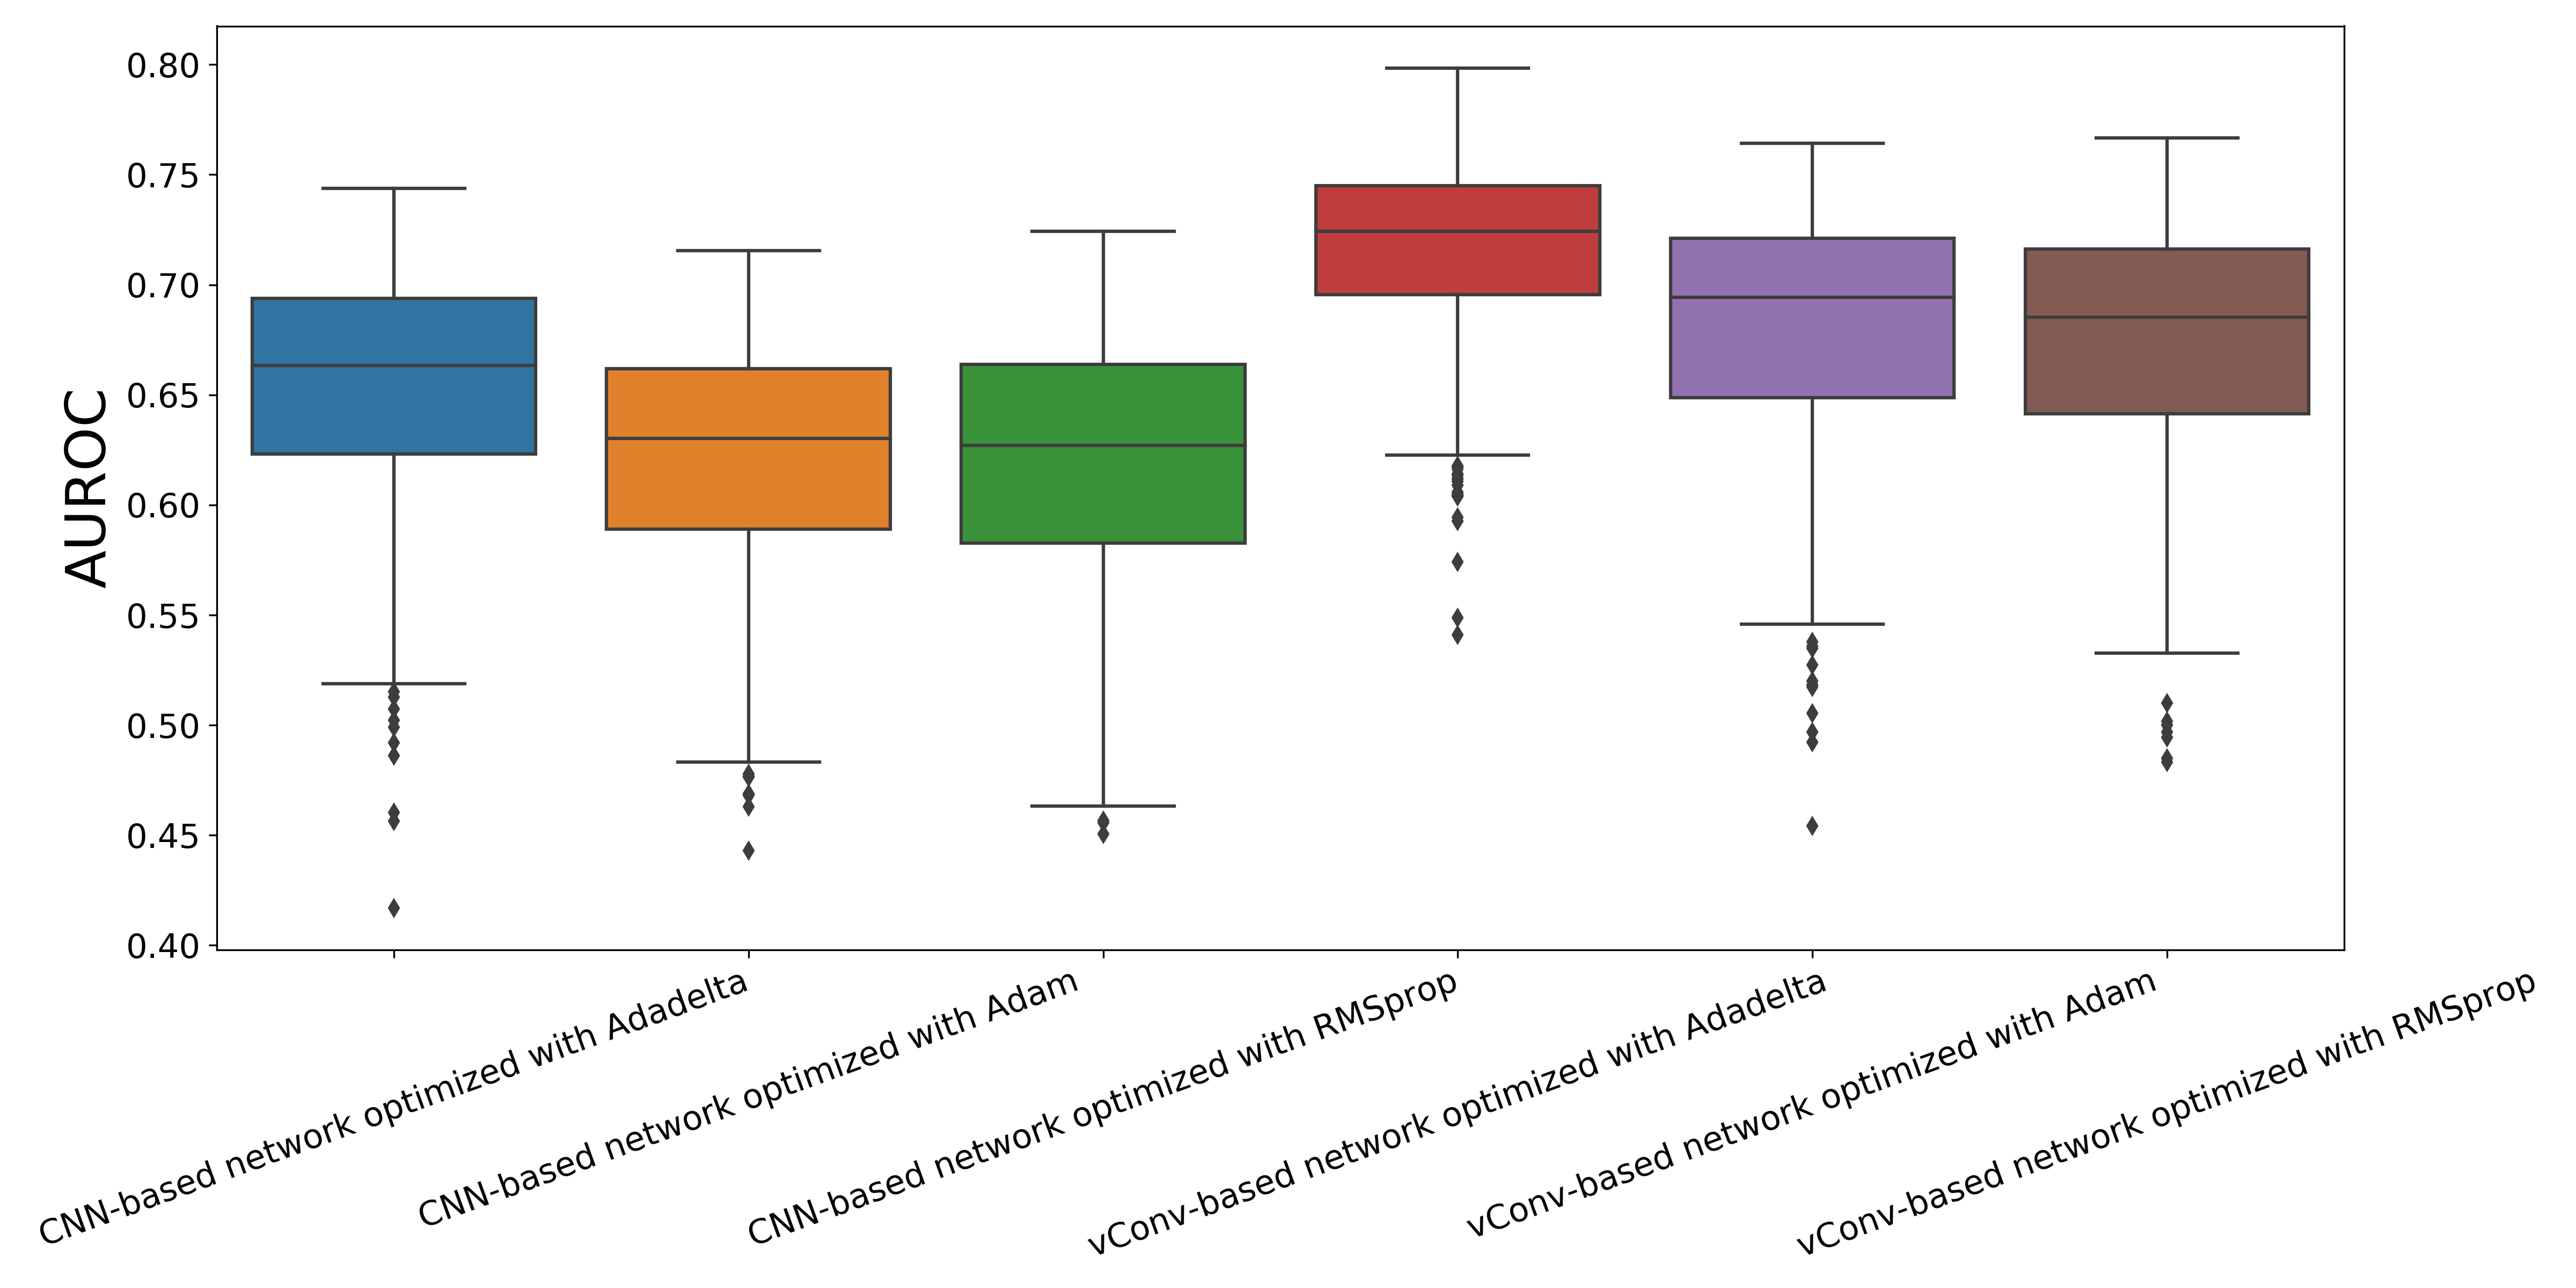 AUROC
0.80
0.75
0.70
0.65
0.60
0.55
0.50
0.45
0.40
CNN-based network optimized with Adadelta
CNN-based network optimized with Adam
CNN-based network optimized with RMSprop
vConv-based network optimized with Adadelta
vConv-based network optimized with Adam
vConv-based network optimized with RMSprop